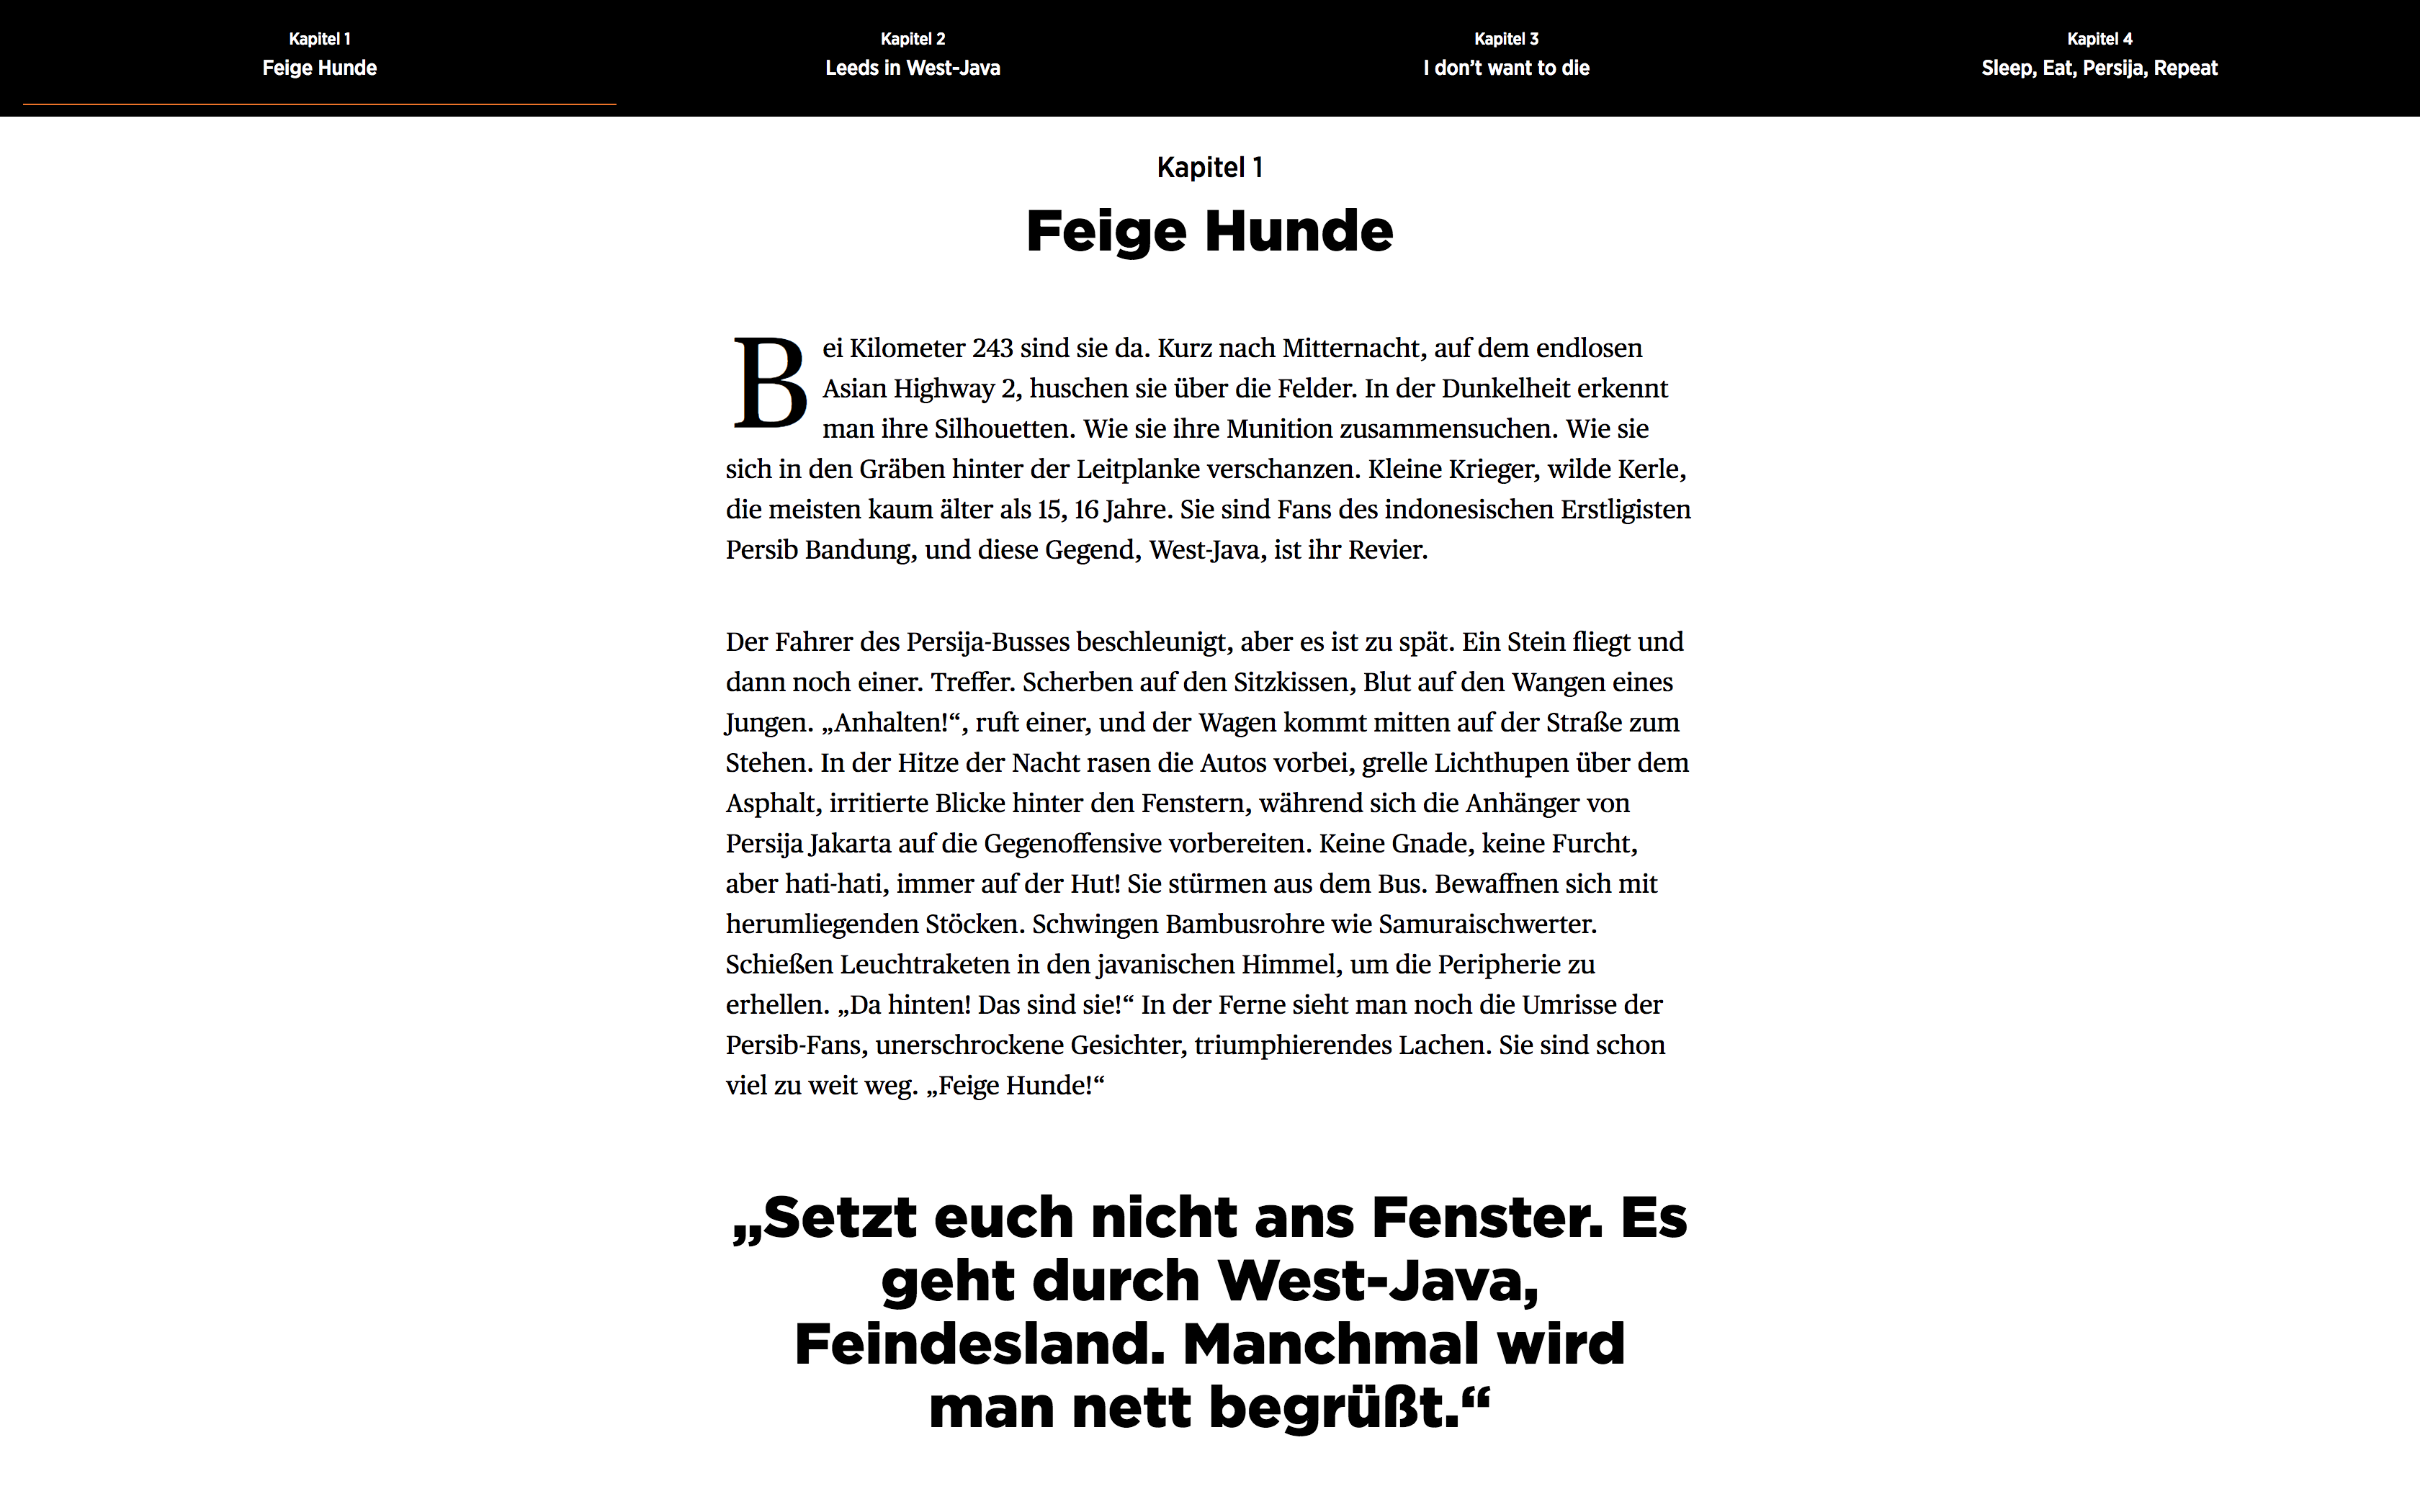 Kapitel 1
Feige Hunde
Kapitel 2
Leeds in West-Java
Kapitel 3
I don’t want to die
Kapitel 4
Sleep, Eat, Persija, Repeat
Kapitel 1
Feige Hunde
Bei Kilometer 243 sind sie da. Kurz nach Mitternacht, auf dem endlosen
Asian Highway 2, huschen sie über die Felder. In der Dunkelheit erkennt
man ihre Silhouetten. Wie sie ihre Munition zusammensuchen. Wie sie
sich in den Gräben hinter der Leitplanke verschanzen. Kleine Krieger, wilde Kerle,
die meisten kaum älter als 15, 16 Jahre. Sie sind Fans des indonesischen Erstligisten
Persib Bandung, und diese Gegend, West-Java, ist ihr Revier.
Der Fahrer des Persija-Busses beschleunigt, aber es ist zu spät. Ein Stein fliegt und
dann noch einer. Treffer. Scherben auf den Sitzkissen, Blut auf den Wangen eines
Jungen. „Anhalten!“, ruft einer, und der Wagen kommt mitten auf der Straße zum
Stehen. In der Hitze der Nacht rasen die Autos vorbei, grelle Lichthupen über dem
Asphalt, irritierte Blicke hinter den Fenstern, während sich die Anhänger von
Persija Jakarta auf die Gegenoffensive vorbereiten. Keine Gnade, keine Furcht,
aber hati-hati, immer auf der Hut! Sie stürmen aus dem Bus. Bewaffnen sich mit
herumliegenden Stöcken. Schwingen Bambusrohre wie Samuraischwerter.
Schießen Leuchtraketen in den javanischen Himmel, um die Peripherie zu
erhellen. „Da hinten! Das sind sie!“ In der Ferne sieht man noch die Umrisse der
Persib-Fans, unerschrockene Gesichter, triumphierendes Lachen. Sie sind schon
viel zu weit weg. „Feige Hunde!“
„Setzt euch nicht ans Fenster. Es
geht durch West-Java,
Feindesland. Manchmal wird
man nett begrüßt.“